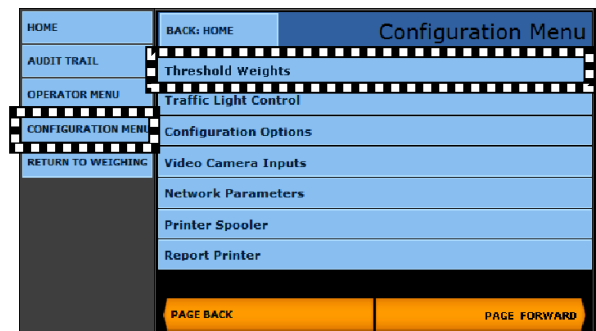 HOME
AUDIT TRAIL
OPERATOR MENU
CONFIGURATION MENU
RETURN TO WEIGHING
BACK: HOME
Configuration Menu
Threshold Weights
Traffic Light Control
Configuration Options
Video Camera Inputs
Network Parameters
Printer Spooler
Report Printer
PAGE BACK
PAGE FORWARD